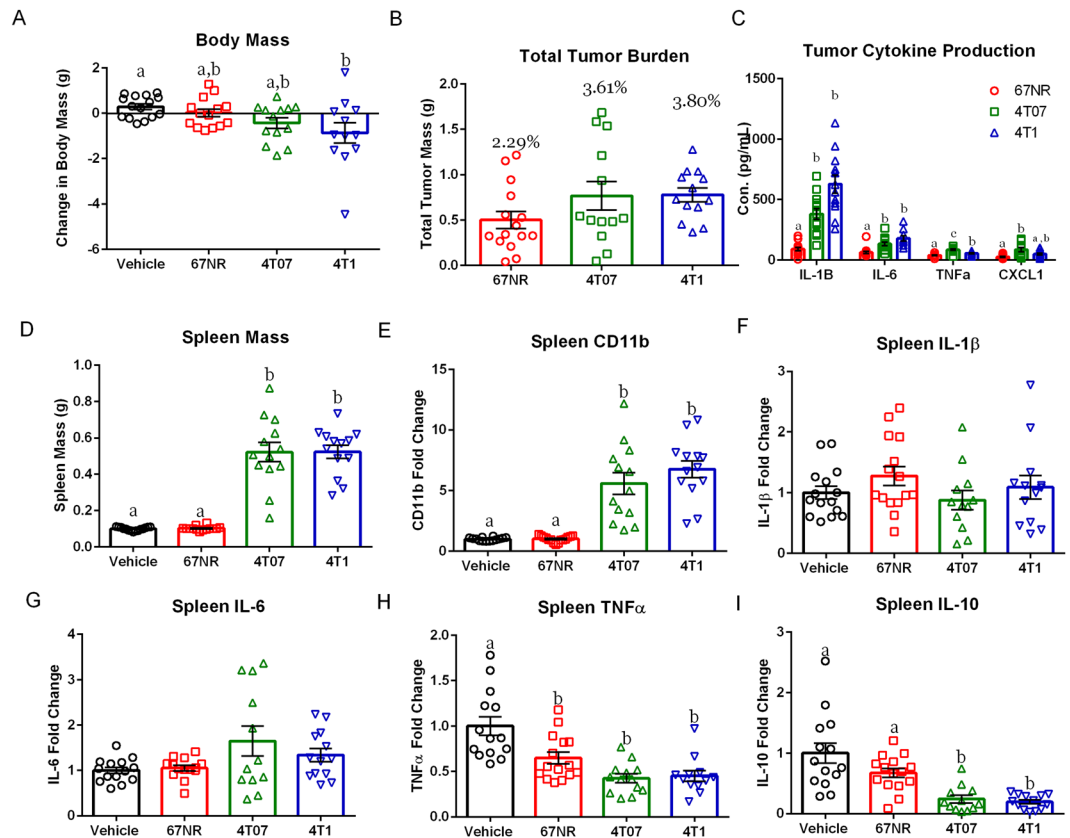 A
Body Mass
Change in Body Mass (g)
2
0
-2
-4
-6
a
a,b
a,b
b
Vehicle
67NR
4T07
4T1
B
Total Tumor Burden
Total Tumor Mass (g)
2.0
1.5
1.0
0.5
0.0
2.29%
3.61%
3.80%
67NR
4T07
4T1
C
Tumor Cytokine Production
Con. (pg/mL)
1500
1000
500
0
67NR
4T07
4T1
a
b
b
a
b
b
a
c
b
a
b
a,b
IL-1B
IL-6
TNFa
CXCL1
D
Spleen Mass
Spleen Mass (g)
1.0
0.8
0.6
0.4
0.2
0.0
a
a
b
b
Vehicle
67NR
4T07
4T1
E
Spleen CD11b
CD11b Fold Change
15
10
5
0
a
a
b
b
Vehicle
67NR
4T07
4T1
F
Spleen IL-1β
IL-1β Fold Change
3
2
1
0
Vehicle
67NR
4T07
4T1
G
Spleen IL-6
IL-6 Fold Change
4
3
2
1
0
Vehicle
67NR
4T07
4T1
H
Spleen TNFα
TNFα Fold Change
2.0
1.5
1.0
0.5
0.0
a
b
b
b
Vehicle
67NR
4T07
4T1
I
Spleen IL-10
IL-10 Fold Change
3
2
1
0
a
a
b
b
Vehicle
67NR
4T07
4T1